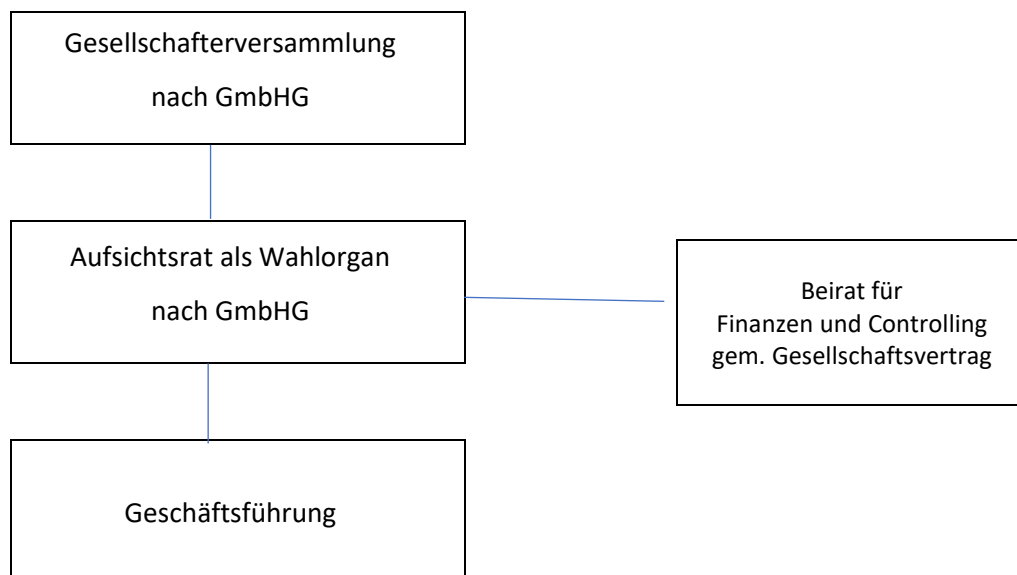 Gesellschafterversammlung
nach GmbHG
Aufsichtsrat als Wahlorgan
nach GmbHG
Beirat für
Finanzen und Controlling
gem. Gesellschaftsvertrag
Geschäftsführung